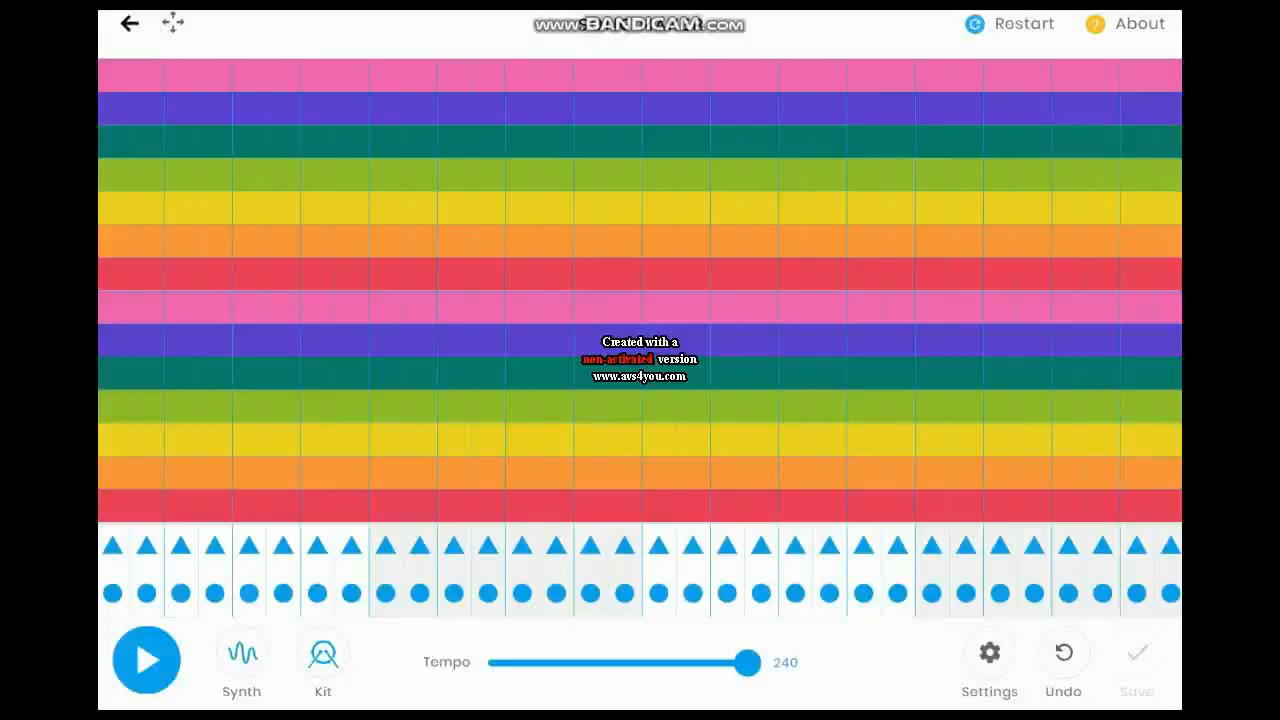 www.BANDICAM.com
Restart
About
Created with a
non-activated version
www.avs4you.com
Tempo
240
Synth
Kit
Settings
Undo
Save